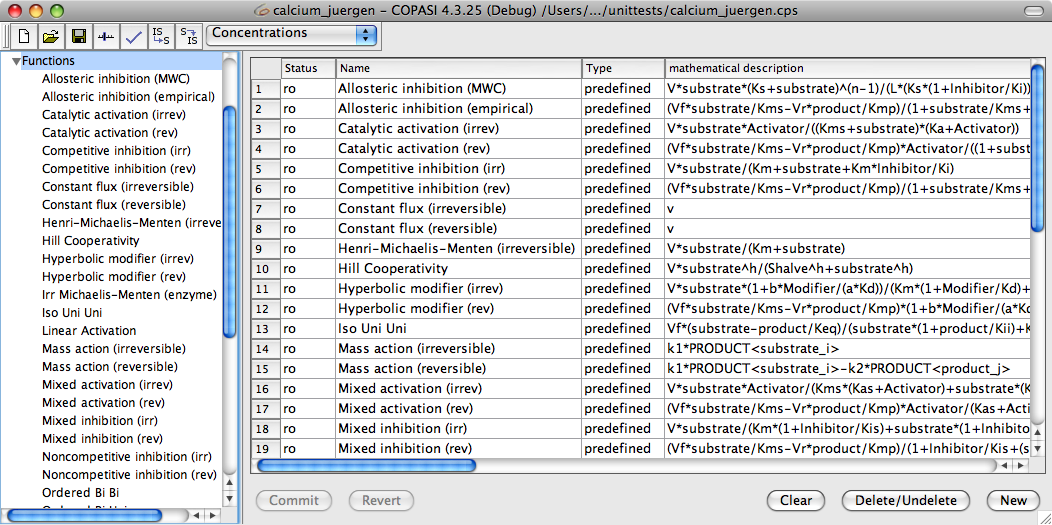 calcium_juergen - COPASI 4.3.25 (Debug) /Users/.../unittests/calcium_juergen.cps
IS S S IS Concentrations
Functions
Allosteric inhibition (MWC)
Allosteric inhibition (empirical)
Catalytic activation (irrev)
Catalytic activation (rev)
Competitive inhibition (irr)
Competitive inhibition (rev)
Constant flux (irreversible)
Constant flux (reversible)
Henri-Michaelis-Menten (irreve
Hill Cooperativity
Hyperbolic modifier (irrev)
Hyperbolic modifier (rev)
Irr Michaelis-Menten (enzyme)
Iso Uni Uni
Linear Activation
Mass action (irreversible)
Mass action (reversible)
Mixed activation (irrev)
Mixed activation (rev)
Mixed inhibition (irr)
Mixed inhibition (rev)
Noncompetitive inhibition (irr)
Noncompetitive inhibition (rev)
Ordered Bi Bi
Status Name Type mathematical description
1 ro Allosteric inhibition (MWC) predefined V*substrate*(Ks+substrate)^(n-1)/(L*(Ks*(1+Inhibitor/Ki))
2 ro Allosteric inhibition (empirical) predefined (Vf*substrate/Kms-Vr*product/Kmp)/(1+substrate/Kms+
3 ro Catalytic activation (irrev) predefined V*substrate*Activator/((Kms+substrate)*(Ka+Activator))
4 ro Catalytic activation (rev) predefined (Vf*substrate/Kms-Vr*product/Kmp)*Activator/((1+subst
5 ro Competitive inhibition (irr) predefined V*substrate/(Km+substrate+Km*Inhibitor/Ki)
6 ro Competitive inhibition (rev) predefined (Vf*substrate/Kms-Vr*product/Kmp)/(1+substrate/Kms+
7 ro Constant flux (irreversible) predefined v
8 ro Constant flux (reversible) predefined v
9 ro Henri-Michaelis-Menten (irreversible) predefined V*substrate/(Km+substrate)
10 ro Hill Cooperativity predefined V*substrate^h/(Shalve^h+substrate^h)
11 ro Hyperbolic modifier (irrev) predefined V*substrate*(1+b*Modifier/(a*Kd))/(Km*(1+Modifier/Kd)+
12 ro Hyperbolic modifier (rev) predefined (Vf*substrate/Kms-Vr*product/Kmp)*(1+b*Modifier/(a*
13 ro Iso Uni Uni predefined Vf*(substrate-product/Keq)/(substrate*(1+product/Kii)+K
14 ro Mass action (irreversible) predefined k1*PRODUCT<substrate_i>
15 ro Mass action (reversible) predefined k1*PRODUCT<substrate_i>-k2*PRODUCT<product_j>
16 ro Mixed activation (irrev) predefined V*substrate*Activator/(Kms*(Kas+Activator)+substrate*(K
17 ro Mixed activation (rev) predefined (Vf*substrate/Kms-Vr*product/Kmp)*Activator/(Kas+Acti
18 ro Mixed inhibition (irr) predefined V*substrate/(Km*(1+Inhibitor/Kis)+substrate*(1+Inhibito
19 ro Mixed inhibition (rev) predefined (Vf*substrate/Kms-Vr*product/Kmp)/(1+Inhibitor/Kis+(s
Commit Revert Clear Delete/Undelete New